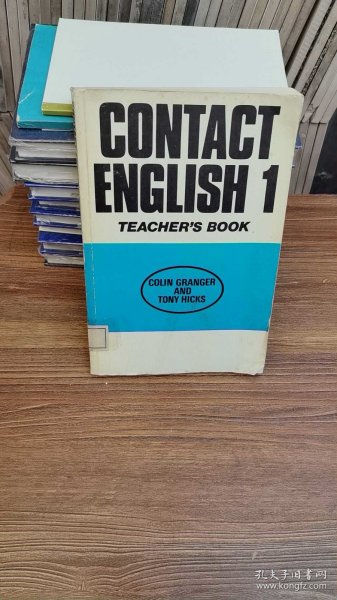 CONTACT
ENGLISH 1
TEACHER'S BOOK
COLIN GRANGER
AND
TONY HICKS
孔夫子旧书网
www.kongfz.com